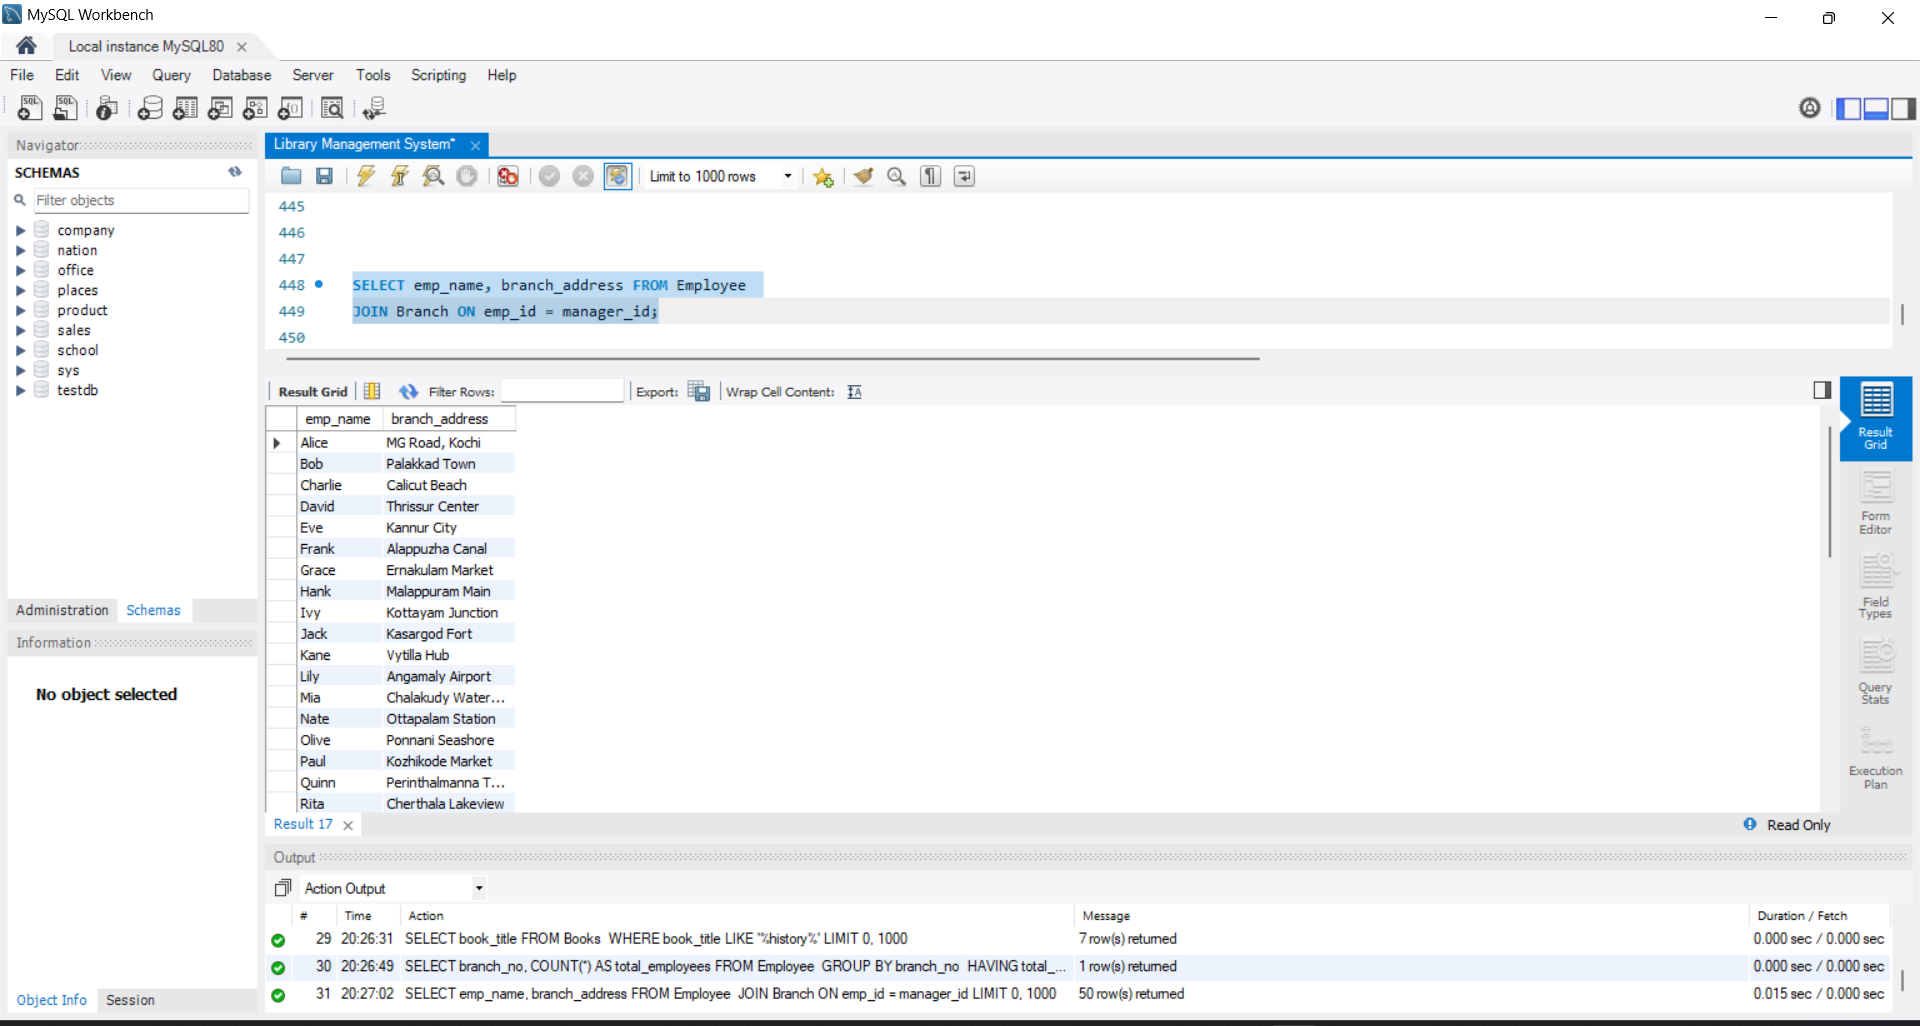 MySQL Workbench
Local instance MySQL80
File Edit View Query Database Server Tools Scripting Help
Navigator
SCHEMAS
Filter objects
company
nation
office
places
product
sales
school
sys
testdb
Administration Schemas
Information
No object selected
Object Info Session
Library Management System*
Limit to 1000 rows
445
446
447
448 SELECT emp_name, branch_address FROM Employee
449 JOIN Branch ON emp_id = manager_id;
450
Result Grid Filter Rows: Export: Wrap Cell Content:
emp_name branch_address
Alice MG Road, Kochi
Bob Palakkad Town
Charlie Calicut Beach
David Thrissur Center
Eve Kannur City
Frank Alappuzha Canal
Grace Ernakulam Market
Hank Malappuram Main
Ivy Kottayam Junction
Jack Kasargod Fort
Kane Vytilla Hub
Lily Angamaly Airport
Mia Chalakudy Water...
Nate Ottapalam Station
Olive Ponnani Seashore
Paul Kozhikode Market
Quinn Perinthalmanna T...
Rita Cherthala Lakeview
Result Grid
Form Editor
Field Types
Query Stats
Execution Plan
Result 17
Read Only
Output
Action Output
# Time Action Message Duration / Fetch
29 20:26:31 SELECT book_title FROM Books WHERE book_title LIKE "%history%" LIMIT 0, 1000 7 row(s) returned 0.000 sec / 0.000 sec
30 20:26:49 SELECT branch_no, COUNT(*) AS total_employees FROM Employee GROUP BY branch_no HAVING total_... 1 row(s) returned 0.000 sec / 0.000 sec
31 20:27:02 SELECT emp_name, branch_address FROM Employee JOIN Branch ON emp_id = manager_id LIMIT 0, 1000 50 row(s) returned 0.015 sec / 0.000 sec